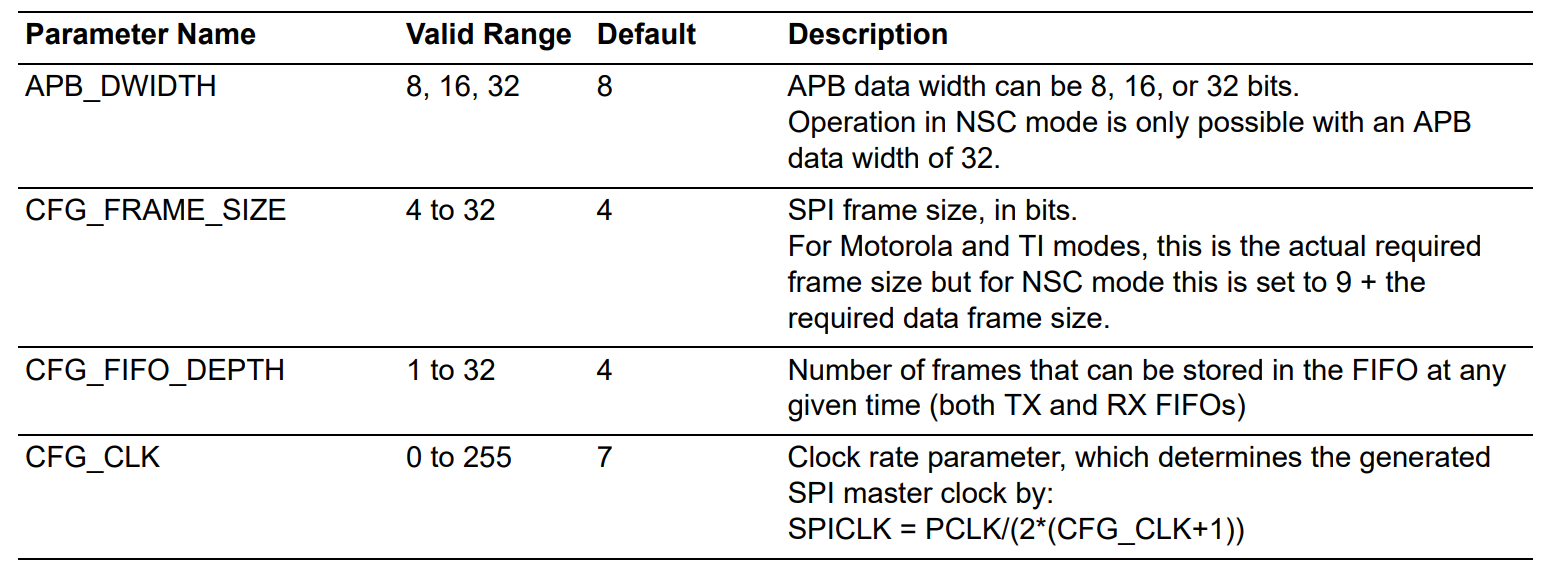 Parameter Name Valid Range Default Description
APB_DWIDTH 8, 16, 32 8 APB data width can be 8, 16, or 32 bits.
Operation in NSC mode is only possible with an APB
data width of 32.
CFG_FRAME_SIZE 4 to 32 4 SPI frame size, in bits.
For Motorola and TI modes, this is the actual required
frame size but for NSC mode this is set to 9 + the
required data frame size.
CFG_FIFO_DEPTH 1 to 32 4 Number of frames that can be stored in the FIFO at any
given time (both TX and RX FIFOs)
CFG_CLK 0 to 255 7 Clock rate parameter, which determines the generated
SPI master clock by:
SPICLK = PCLK/(2*(CFG_CLK+1))